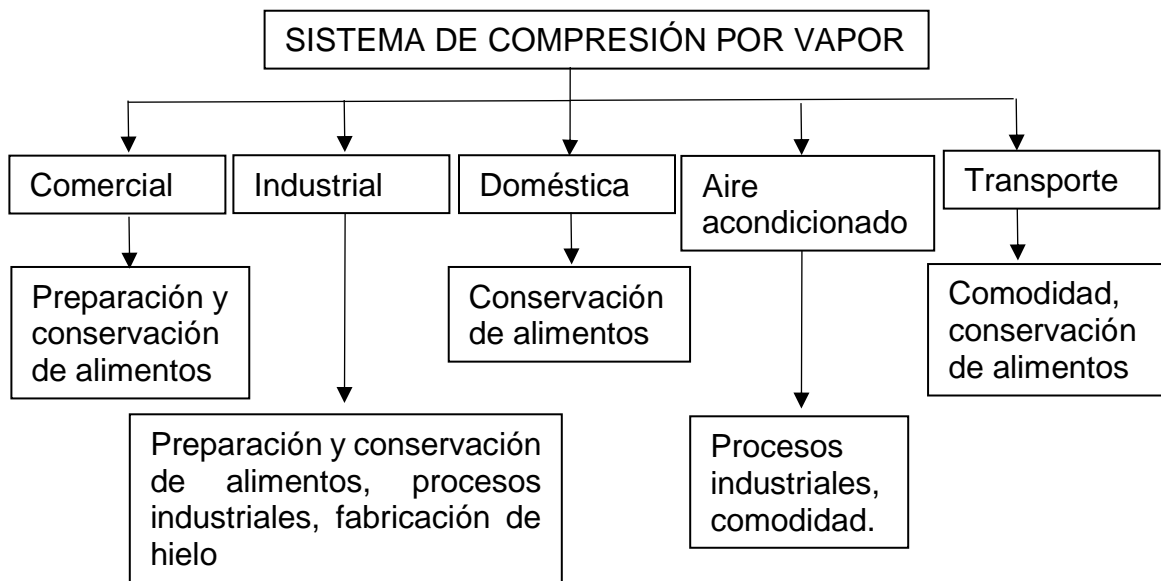 SISTEMA DE COMPRESIÓN POR VAPOR
Comercial
Industrial
Doméstica
Aire
acondicionado
Transporte
Preparación y
conservación
de alimentos
Preparación y conservación
de alimentos, procesos
industriales, fabricación de
hielo
Conservación
de alimentos
Procesos
industriales,
comodidad.
Comodidad,
conservación
de alimentos